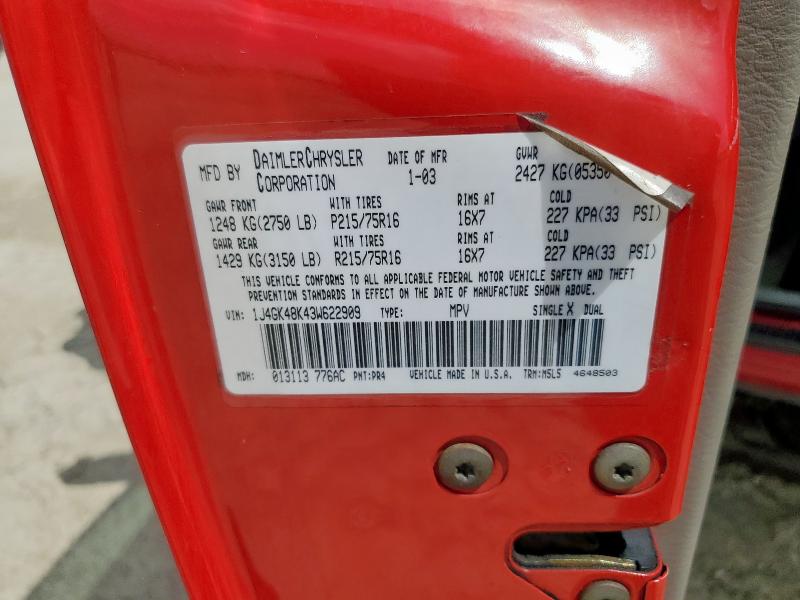 MFD BY DAIMLERCHRYSLER CORPORATION
DATE OF MFR 1-03
GVWR 2427 KG(05350
GAWR FRONT WITH TIRES RIMS AT COLD
1248 KG(2750 LB) P215/75R16 16X7 227 KPA(33 PSI)
GAWR REAR WITH TIRES RIMS AT COLD
1429 KG(3150 LB) R215/75R16 16X7 227 KPA(33 PSI)
THIS VEHICLE CONFORMS TO ALL APPLICABLE FEDERAL MOTOR VEHICLE SAFETY AND THEFT
PREVENTION STANDARDS IN EFFECT ON THE DATE OF MANUFACTURE SHOWN ABOVE.
VIN: 1J4GK48K43W622909 TYPE: MPV SINGLE X DUAL
MDH: 013113 776AC PNT:PR4 VEHICLE MADE IN U.S.A. TRM:M5L5 4648503